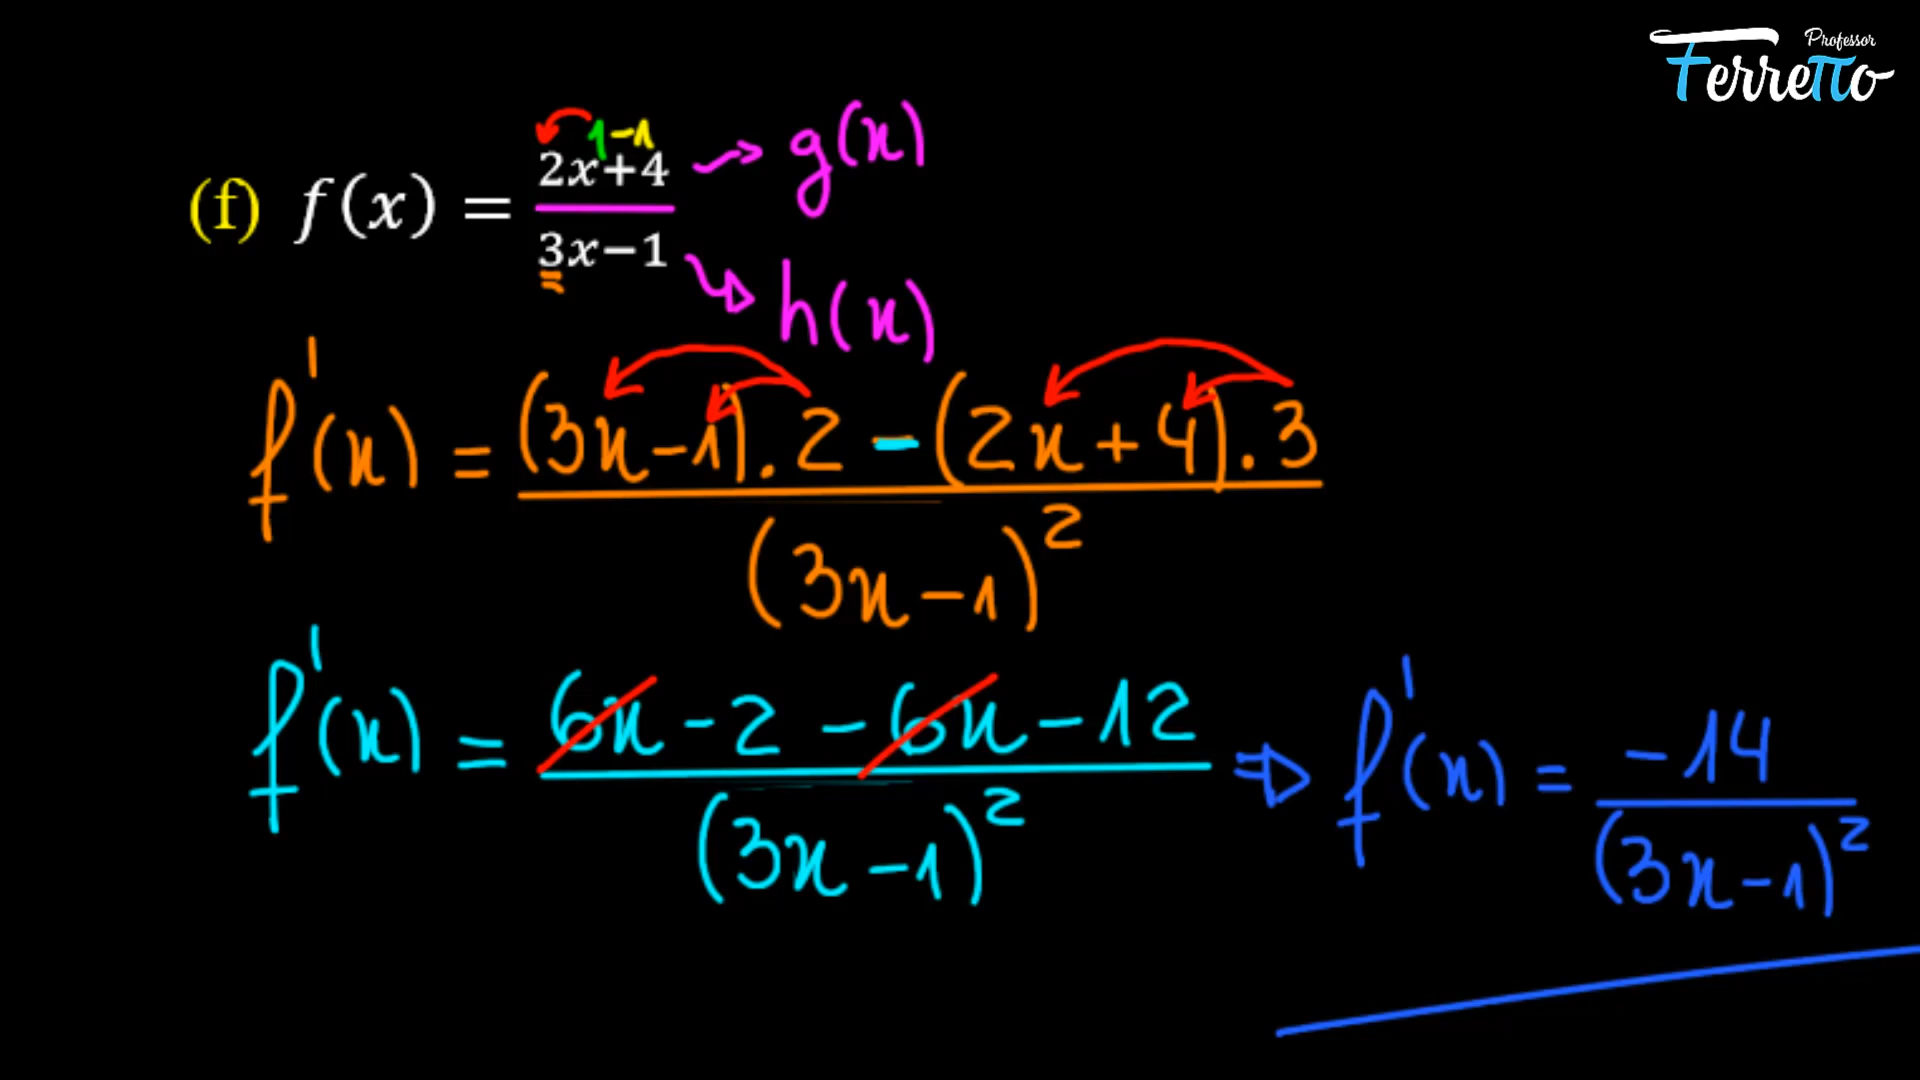 Professor
Ferretto
1-1
(f) f(x) = 2x+4 / 3x−1
g(x)
h(x)
f'(x) = (3x-1).2 - (2x+4).3 / (3x-1)²
f'(x) = 6x-2-6x-12 / (3x-1)² ⇒ f'(x) = -14 / (3x-1)²